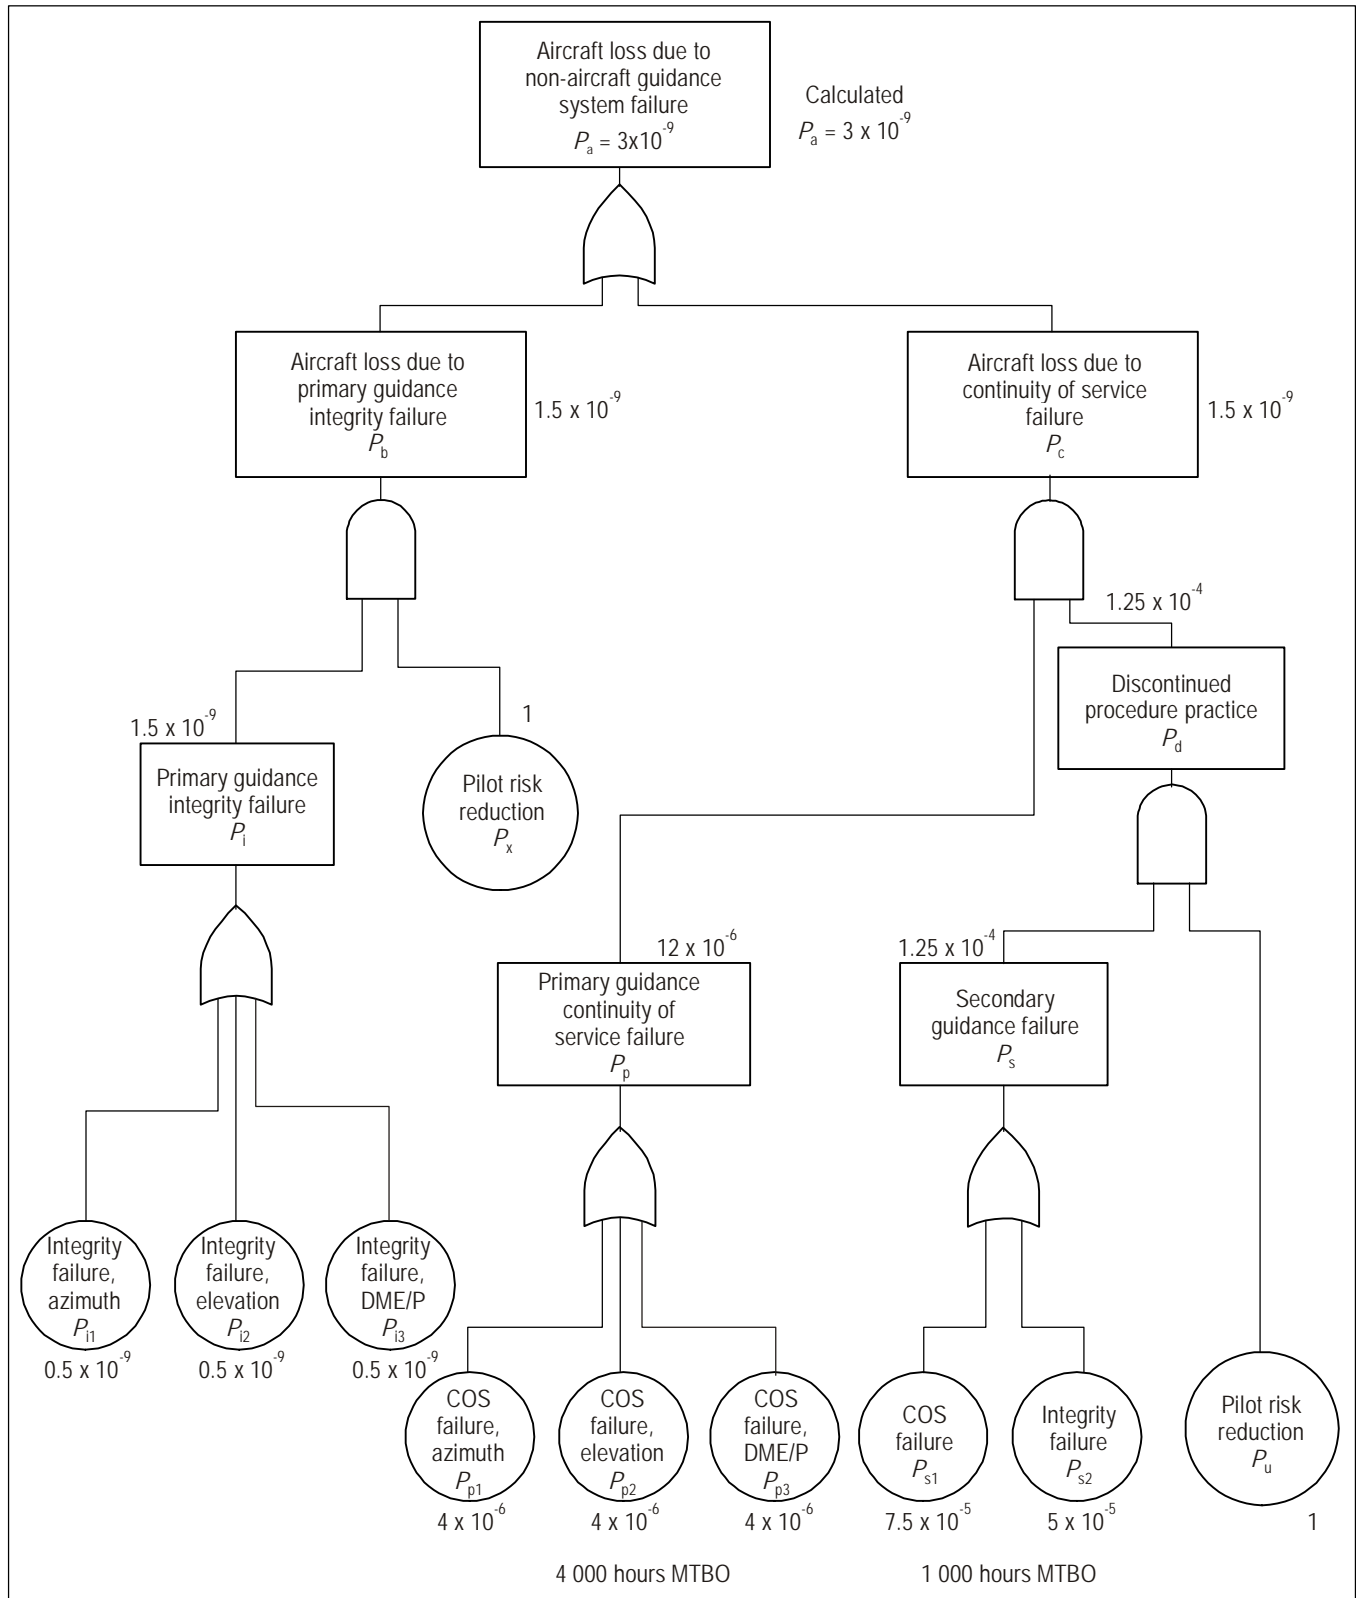 Aircraft loss due to
non-aircraft guidance
system failure
Pa = 3x10-9
Calculated
Pa = 3 x 10-9
Aircraft loss due to
primary guidance
integrity failure
Pb
1.5 x 10-9
Aircraft loss due to
continuity of service
failure
Pc
1.5 x 10-9
1.25 x 10-4
Discontinued
procedure practice
Pd
1.5 x 10-9
Primary guidance
integrity failure
Pi
1
Pilot risk
reduction
Px
12 x 10-6
Primary guidance
continuity of
service failure
Pp
1.25 x 10-4
Secondary
guidance failure
Ps
Integrity
failure,
azimuth
Pi1
0.5 x 10-9
Integrity
failure,
elevation
Pi2
0.5 x 10-9
Integrity
failure,
DME/P
Pi3
0.5 x 10-9
COS
failure,
azimuth
Pp1
4 x 10-6
COS
failure,
elevation
Pp2
4 x 10-6
COS
failure,
DME/P
Pp3
4 x 10-6
COS
failure
Ps1
7.5 x 10-5
Integrity
failure
Ps2
5 x 10-5
Pilot risk
reduction
Pu
1
4 000 hours MTBO
1 000 hours MTBO